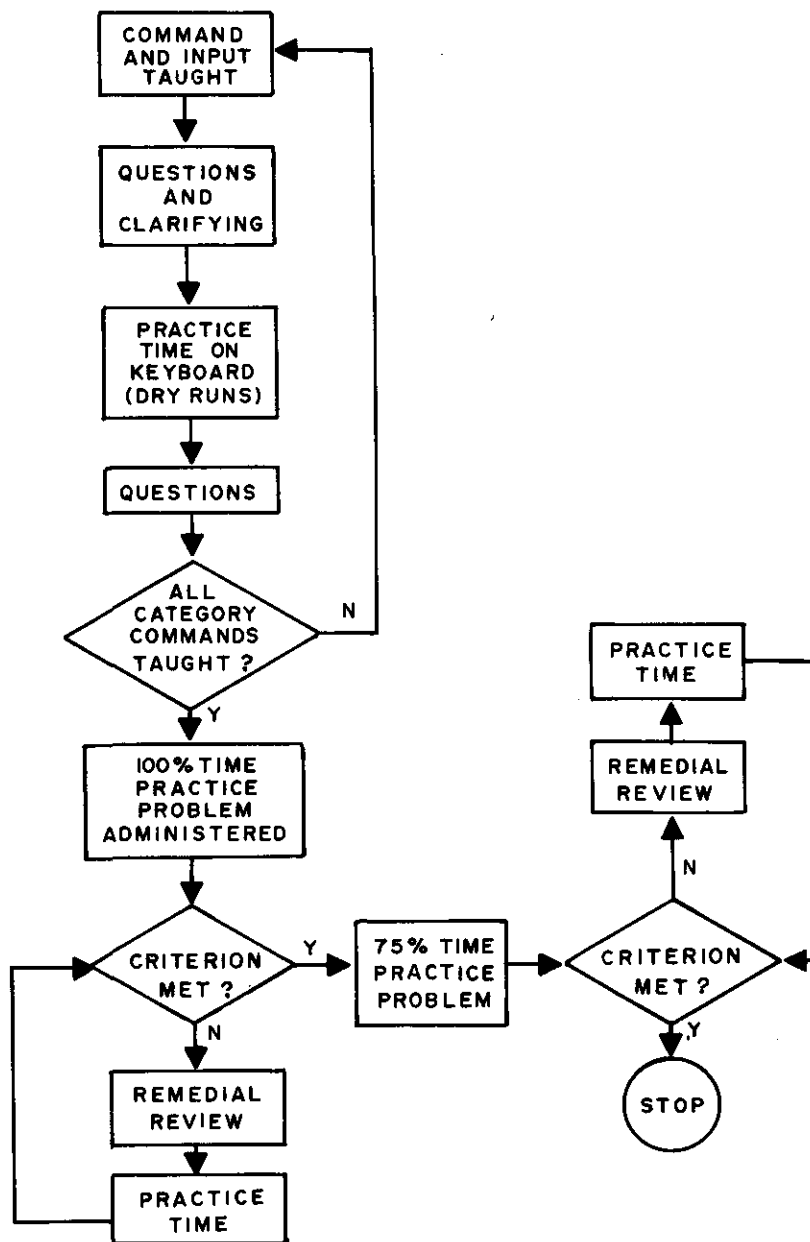 COMMAND
AND INPUT
TAUGHT
QUESTIONS
AND
CLARIFYING
PRACTICE
TIME ON
KEYBOARD
(DRY RUNS)
QUESTIONS
ALL
CATEGORY
COMMANDS
TAUGHT ?
N
Y
100% TIME
PRACTICE
PROBLEM
ADMINISTERED
CRITERION
MET ?
Y
N
REMEDIAL
REVIEW
PRACTICE
TIME
75% TIME
PRACTICE
PROBLEM
CRITERION
MET ?
N
REMEDIAL
REVIEW
PRACTICE
TIME
Y
STOP